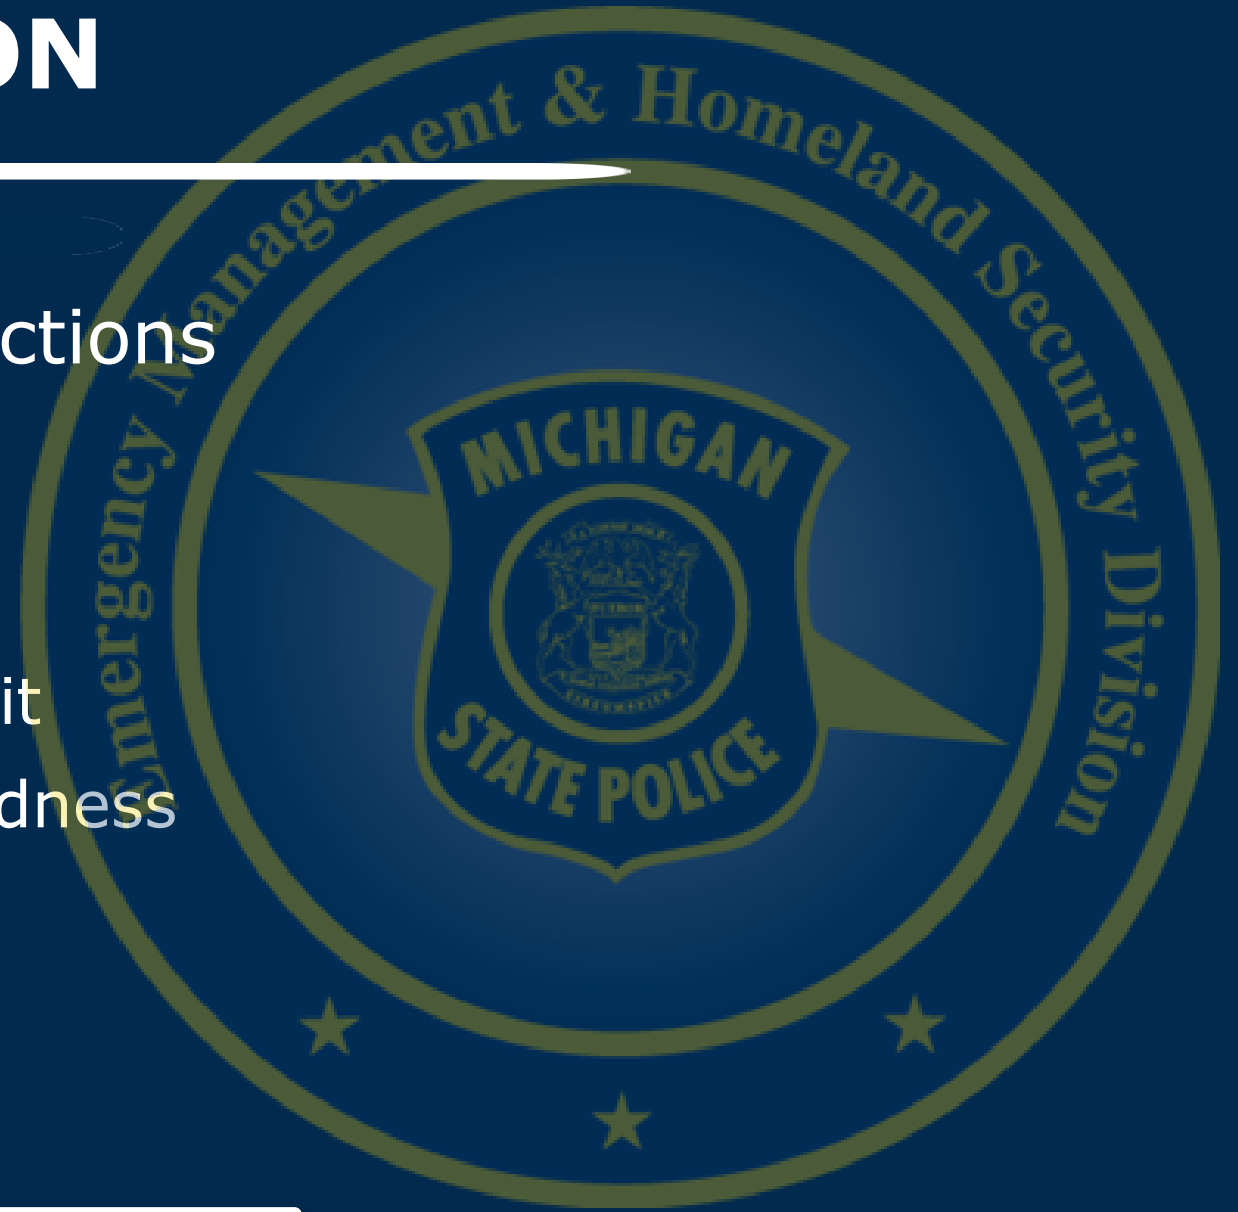 ON
Emergency Management & Homeland Security Division
ctions
MICHIGAN
it
STATE POLICE
dness